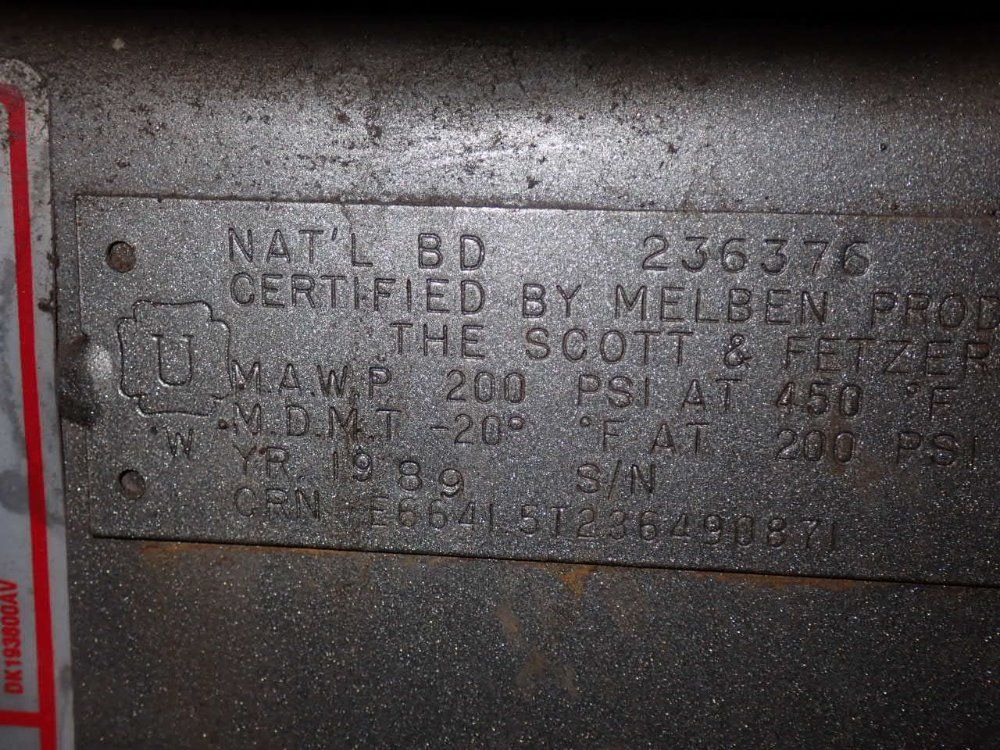 NAT'L BD 236376
CERTIFIED BY MELBEN PROD
THE SCOTT & FETZER
U
M.A.W.P. 200 PSI AT 450 °F
M.D.M.T -20° °F AT 200 PSI
W
YR. 1989 S/N
CRN E6641.5T236490871
DK193800AV